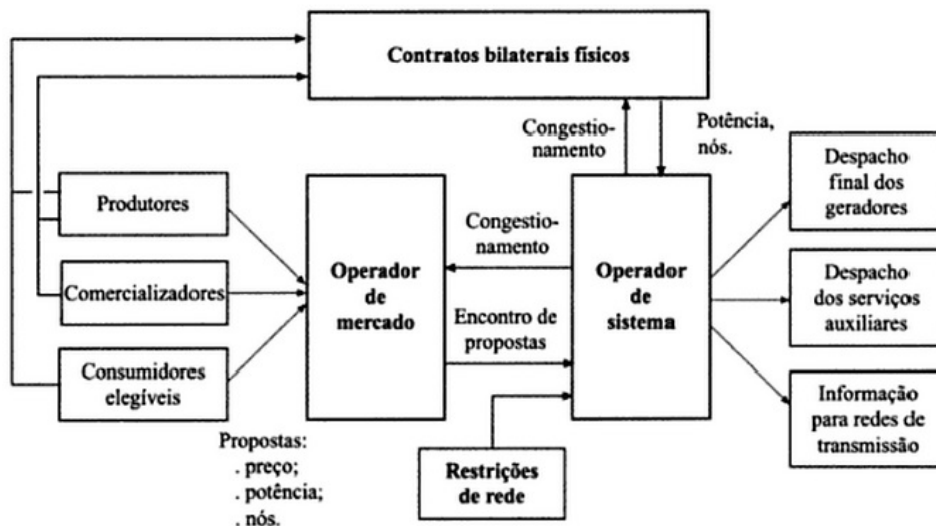 Contratos bilaterais físicos
Congestio-
namento
Potência,
nós.
Despacho
final dos
geradores
Produtores
Comercializadores
Consumidores
elegíveis
Operador
de
mercado
Congestio-
namento
Encontro de
propostas
Operador
de
sistema
Despacho
dos serviços
auxiliares
Informação
para redes de
transmissão
Propostas:
. preço;
. potência;
. nós.
Restrições
de rede